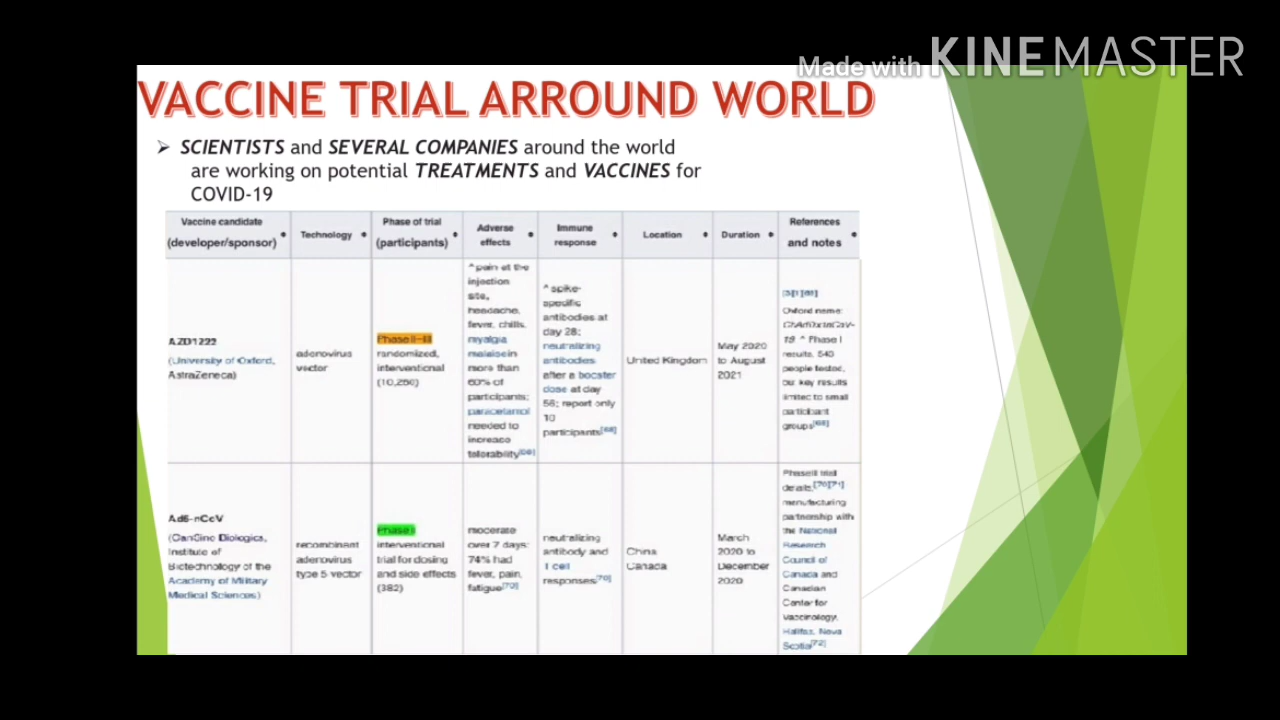 Made with KINEMASTER
VACCINE TRIAL ARROUND WORLD
SCIENTISTS and SEVERAL COMPANIES around the world
are working on potential TREATMENTS and VACCINES for
COVID-19
Vaccine candidate
(developer/sponsor)
Technology
Phase of trial
(participants)
Adverse
effects
Immune
response
Location
Duration
References
and notes
AZD1222
(University of Oxford,
AstraZeneca)
adenovirus
vector
Phase II-III
randomized,
interventional
(10,260)
^ pain at the
injection
site,
headache,
fever, chills,
myalgia
malaise in
more than
60% of
participants;
paracetamol
needed to
increase
tolerability
^ spike-
specific
antibodies at
day 28;
neutralizing
antibodies
after a booster
dose at day
56; report only
10
participants
United Kingdom
May 2020
to August
2021
Oxford name:
^ Phase I
results, 543
people tested,
but key results
limited to small
participant
groups
Ad5-nCoV
(CanSino Biologics,
Institute of
Biotechnology of the
Academy of Military
Medical Sciences)
recombinant
adenovirus
type 5 vector
interventional
trial for dosing
and side effects
(382)
moderate
over 7 days:
74% had
fever, pain,
fatigue[70]
neutralizing
antibody and
T cell
responses[70]
China
Canada
March
2020 to
December
2020
trial
details;[70][71]
manufacturing
partnership with
the National
Research
Council of
Canada and
Canadian
Center for
Vaccinology,
Halifax, Nova
Scotia[72]